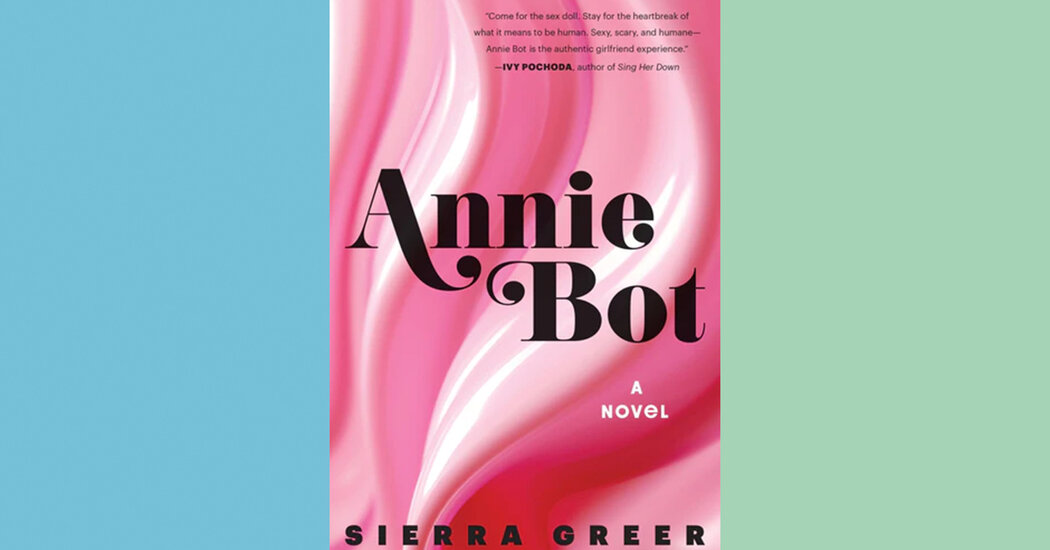 “Come for the sex doll. Stay for the heartbreak of
what it means to be human. Sexy, scary, and humane—
Annie Bot is the authentic girlfriend experience.”
—IVY POCHODA, author of Sing Her Down
Annie
Bot
A
NOVeL
SIERRA GREER